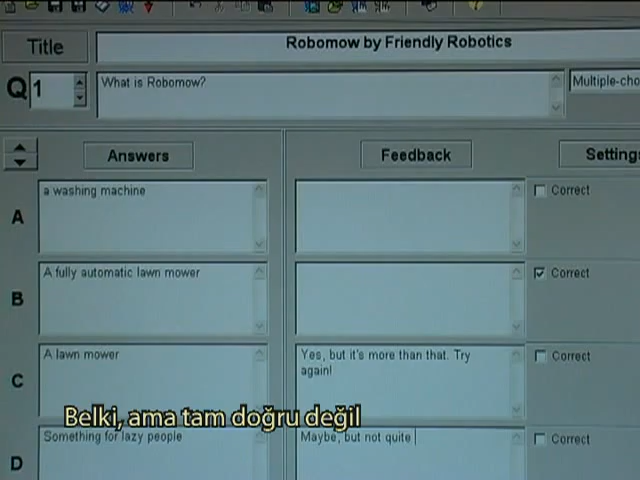 Title
Robomow by Friendly Robotics
Q 1
What is Robomow?
Multiple-cho
Answers
Feedback
Setting
A
a washing machine
Correct
B
A fully automatic lawn mower
Correct
C
A lawn mower
Yes, but it's more than that. Try
again!
Correct
Belki, ama tam doğru değil
D
Something for lazy people
Maybe, but not quite
Correct